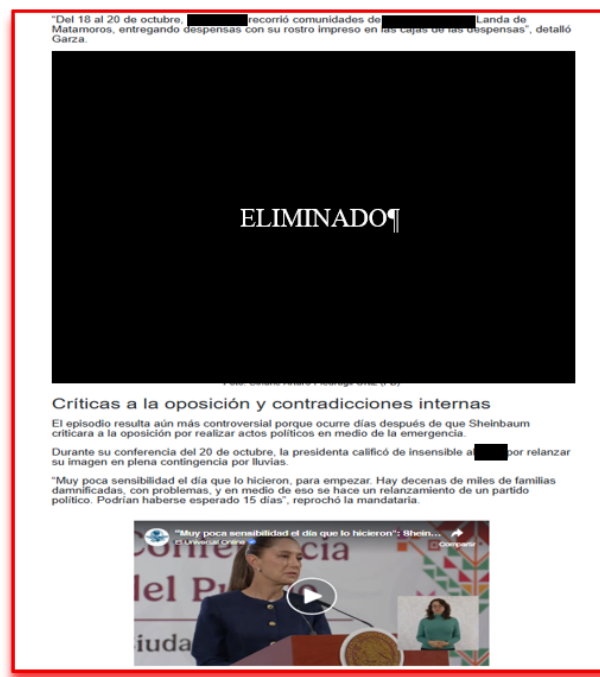 “Del 18 al 20 de octubre, recorrió comunidades de Landa de
Matamoros, entregando despensas con su rostro impreso en las cajas de las despensas”, detalló
Garza.
ELIMINADO¶
Críticas a la oposición y contradicciones internas
El episodio resulta aún más controversial porque ocurre días después de que Sheinbaum
criticara a la oposición por realizar actos políticos en medio de la emergencia.
Durante su conferencia del 20 de octubre, la presidenta calificó de insensible al por relanzar
su imagen en plena contingencia por lluvias.
“Muy poca sensibilidad el día que lo hicieron, para empezar. Hay decenas de miles de familias
damnificadas, con problemas, y en medio de eso se hace un relanzamiento de un partido
político. Podrían haberse esperado 15 días”, reprochó la mandataria.
"Muy poca sensibilidad el día que lo hicieron": Shein...
El Universal Online
Compartir
Conferencia
del Pu
iuda